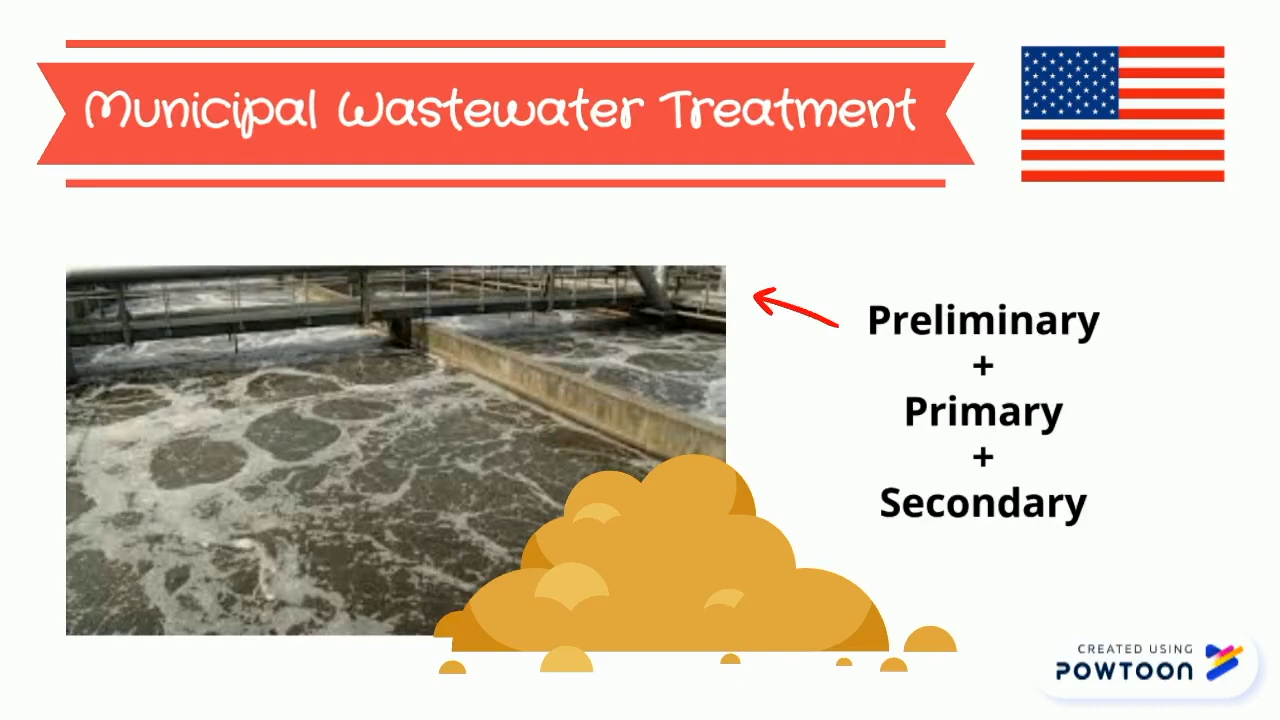 Municipal Wastewater Treatment
Preliminary
+
Primary
+
Secondary
CREATED USING
POWTOON